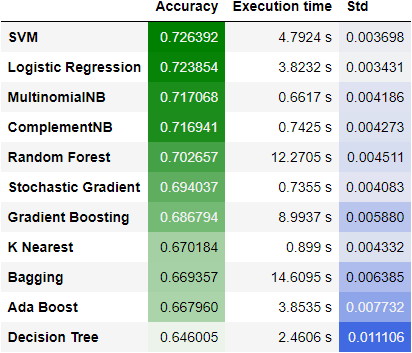 Accuracy Execution time Std
SVM 0.726392 4.7924 s 0.003698
Logistic Regression 0.723854 3.8232 s 0.003431
MultinomialNB 0.717068 0.6617 s 0.004186
ComplementNB 0.716941 0.7425 s 0.004273
Random Forest 0.702657 12.2705 s 0.004511
Stochastic Gradient 0.694037 0.7355 s 0.004083
Gradient Boosting 0.686794 8.9937 s 0.005880
K Nearest 0.670184 0.899 s 0.004332
Bagging 0.669357 14.6095 s 0.006385
Ada Boost 0.667960 3.8535 s 0.007732
Decision Tree 0.646005 2.4606 s 0.011106